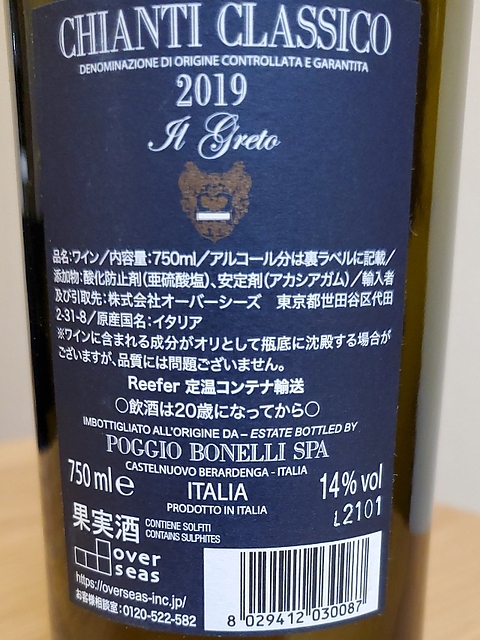 CHIANTI CLASSICO
DENOMINAZIONE DI ORIGINE CONTROLLATA E GARANTITA
2019
Il Greto
品名:ワイン/内容量:750ml/アルコール分は裏ラベルに記載/
添加物:酸化防止剤(亜硫酸塩)、安定剤(アカシアガム)/輸入者
及び引取先:株式会社オーバーシーズ 東京都世田谷区代田
2-31-8/原産国名:イタリア
※ワインに含まれる成分がオリとして瓶底に沈殿する場合が
ございますが、品質には問題ございません。
Reefer 定温コンテナ輸送
○飲酒は20歳になってから○
IMBOTTIGLIATO ALL'ORIGINE DA – ESTATE BOTTLED BY
POGGIO BONELLI SPA
CASTELNUOVO BERARDENGA - ITALIA
750 ml e
ITALIA
14% vol
PRODOTTO IN ITALIA
L2101
果実酒
CONTIENE SOLFITI
CONTAINS SULPHITES
over
seas
https://overseas-inc.jp/
お客様相談室:0120-522-582
8 029412 030087